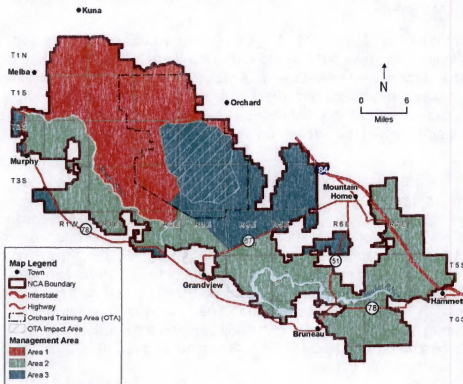 Kuna
T1N
Melba
T1S
Orchard
N
0 6
Miles
Murphy
T3S
84
Mountain
Home
R1W
78
67
R6E
51
T5S
Grandview
Hammett
78
Bruneau
Map Legend
Town
NCA Boundary
Interstate
Highway
Orchard Training Area (OTA)
OTA Impact Area
Management Area
Area 1
Area 2
Area 3